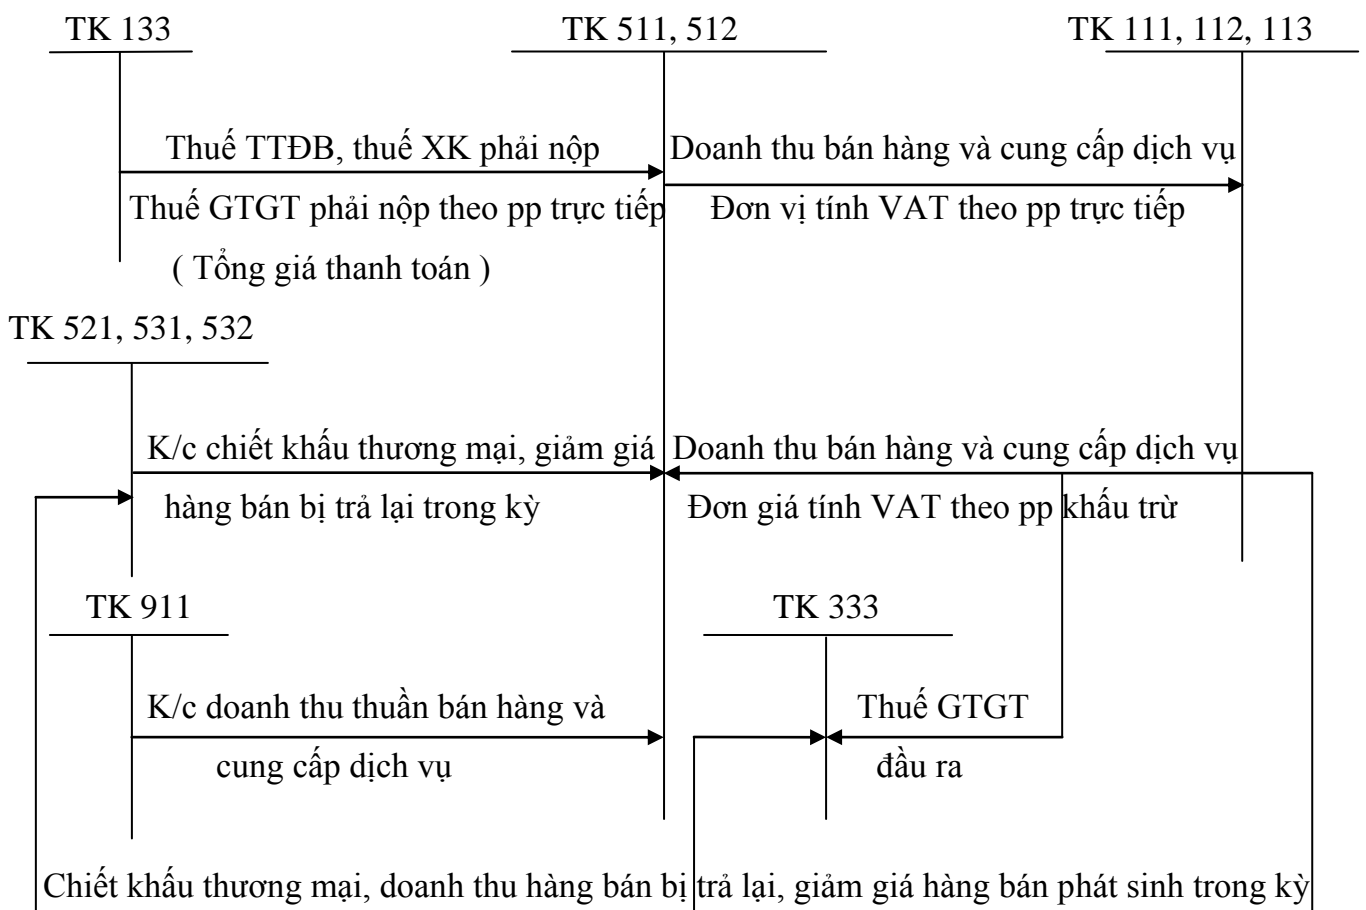 TK 133
TK 511, 512
TK 111, 112, 113
Thuế TTĐB, thuế XK phải nộp
Doanh thu bán hàng và cung cấp dịch vụ
Thuế GTGT phải nộp theo pp trực tiếp
Đơn vị tính VAT theo pp trực tiếp
( Tổng giá thanh toán )
TK 521, 531, 532
K/c chiết khấu thương mại, giảm giá
Doanh thu bán hàng và cung cấp dịch vụ
hàng bán bị trả lại trong kỳ
Đơn giá tính VAT theo pp khấu trừ
TK 911
TK 333
K/c doanh thu thuần bán hàng và
Thuế GTGT
cung cấp dịch vụ
đầu ra
Chiết khấu thương mại, doanh thu hàng bán bị trả lại, giảm giá hàng bán phát sinh trong kỳ